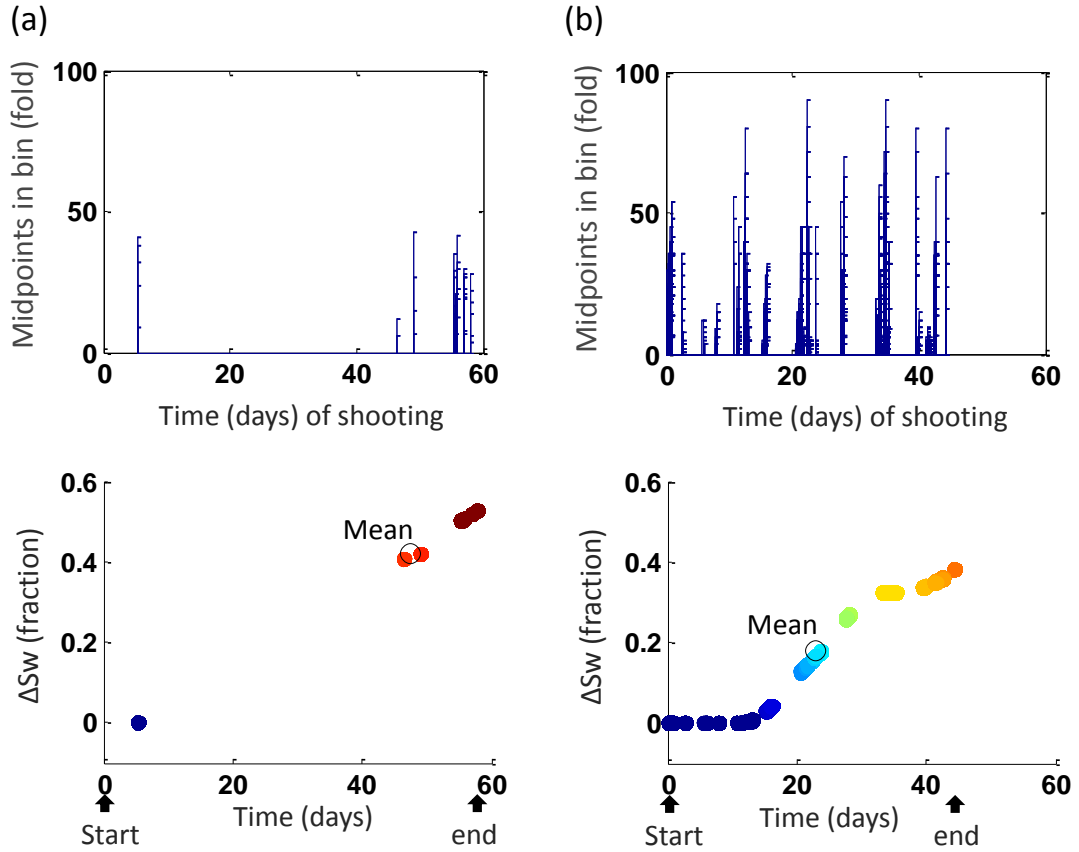 (a)
Midpoints in bin (fold)
100
50
0
0 20 40 60
Time (days) of shooting
ΔSw (fraction)
0.6
0.4
0.2
0
Mean
0 20 40 60
Time (days)
Start
end
(b)
Midpoints in bin (fold)
100
50
0
0 20 40 60
Time (days) of shooting
ΔSw (fraction)
0.6
0.4
0.2
0
Mean
0 20 40 60
Time (days)
Start
end